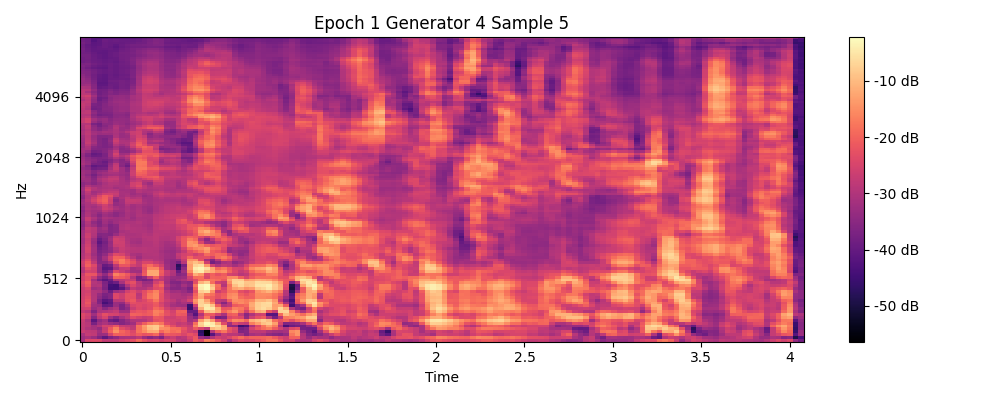 Epoch 1 Generator 4 Sample 5
Hz
4096
2048
1024
512
0
0 0.5 1 1.5 2 2.5 3 3.5 4
Time
-10 dB
-20 dB
-30 dB
-40 dB
-50 dB